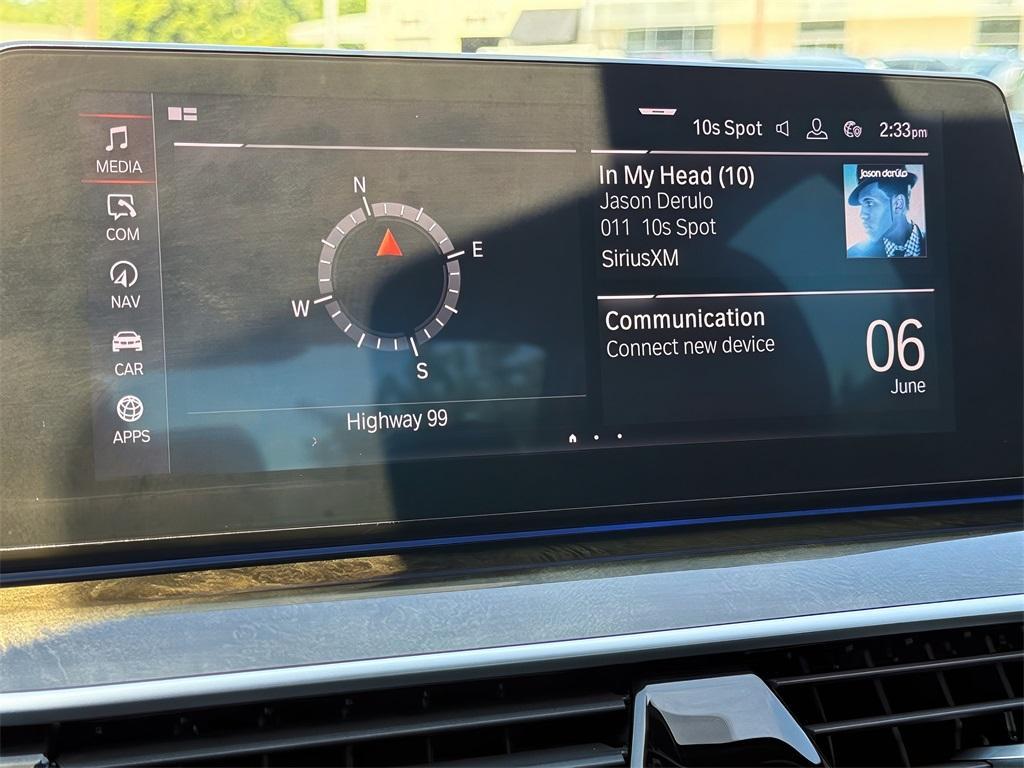 MEDIA
COM
NAV
CAR
APPS
N
E
W
S
Highway 99
10s Spot 2:33pm
In My Head (10)
Jason Derulo
011 10s Spot
SiriusXM
jason derülo
Communication
Connect new device
06
June